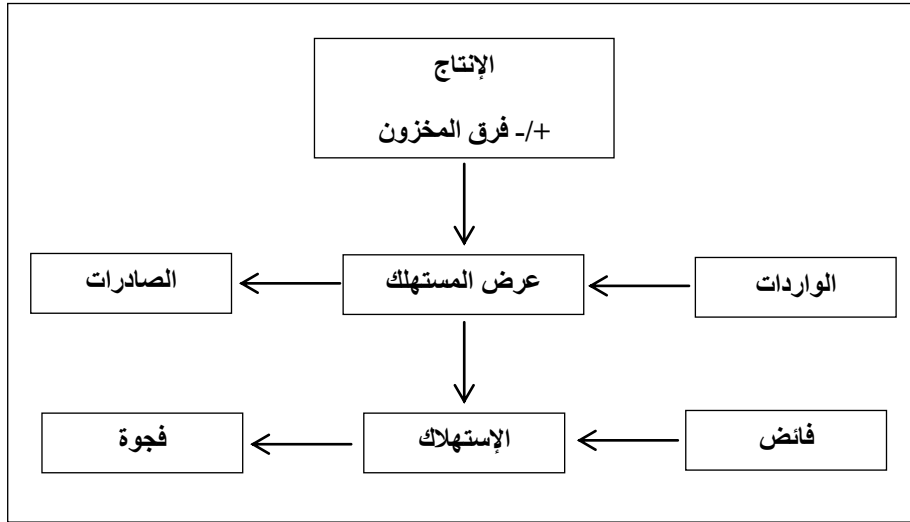 الإنتاج
+/- فرق المخزون
الواردات
عرض المستهلك
الصادرات
فائض
الإستهلاك
فجوة